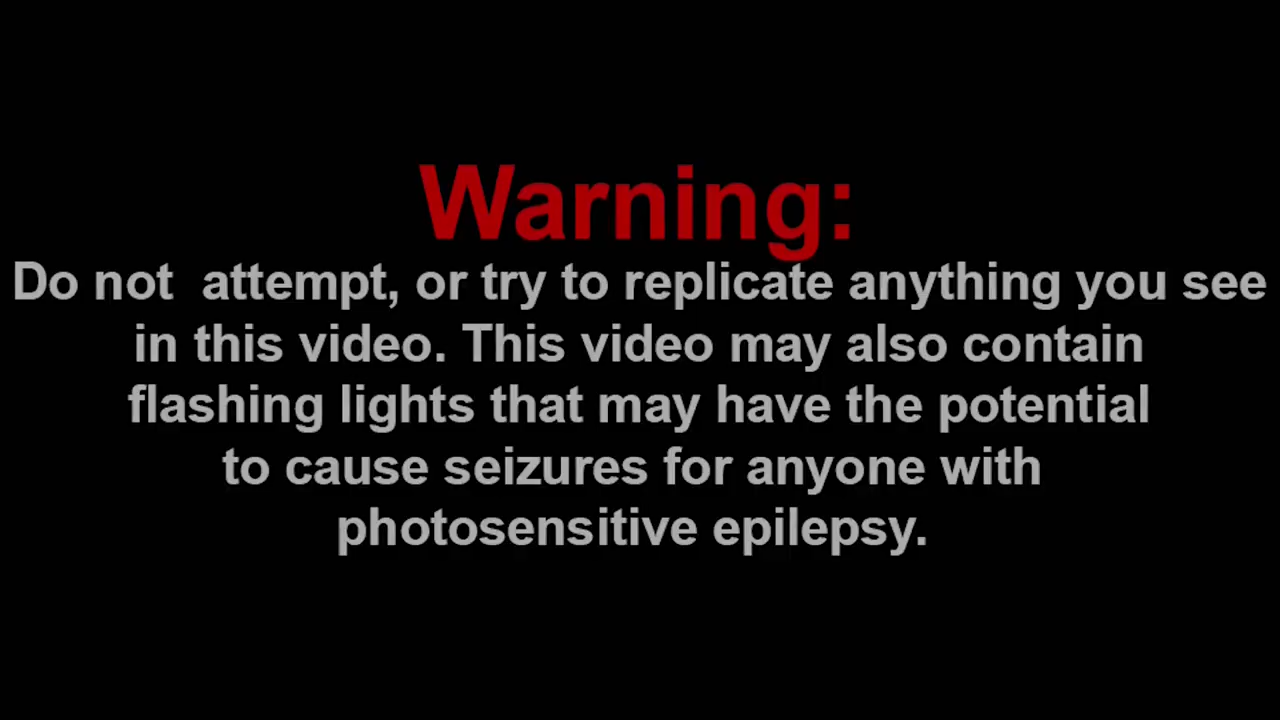 Warning:
Do not  attempt, or try to replicate anything you see
in this video. This video may also contain
flashing lights that may have the potential
to cause seizures for anyone with
photosensitive epilepsy.